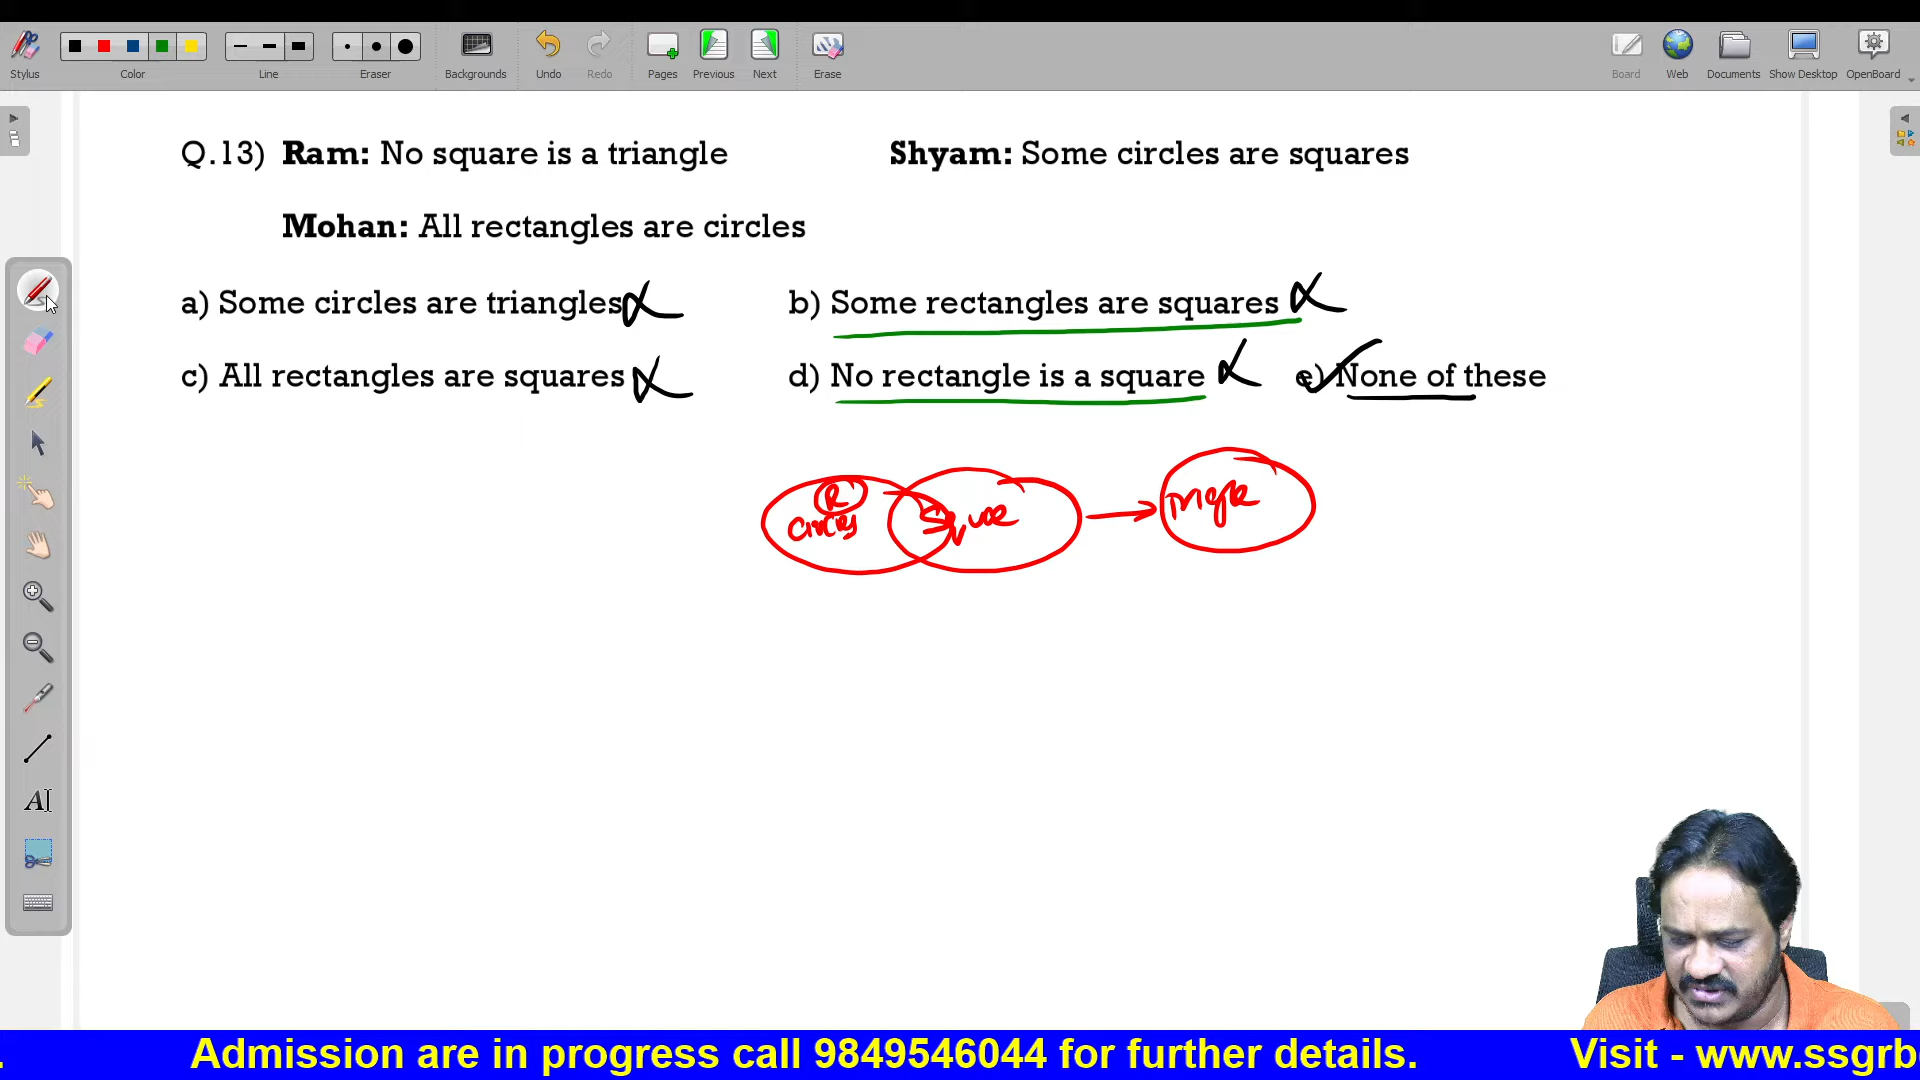 Stylus Color Line Eraser Backgrounds Undo Redo Pages Previous Next Erase Board Web Documents Show Desktop OpenBoard
Q.13) Ram: No square is a triangle Shyam: Some circles are squares
Mohan: All rectangles are circles
a) Some circles are triangles b) Some rectangles are squares
c) All rectangles are squares d) No rectangle is a square e) None of these
R
circles Square Triangle
Admission are in progress call 9849546044 for further details. Visit - www.ssgrb